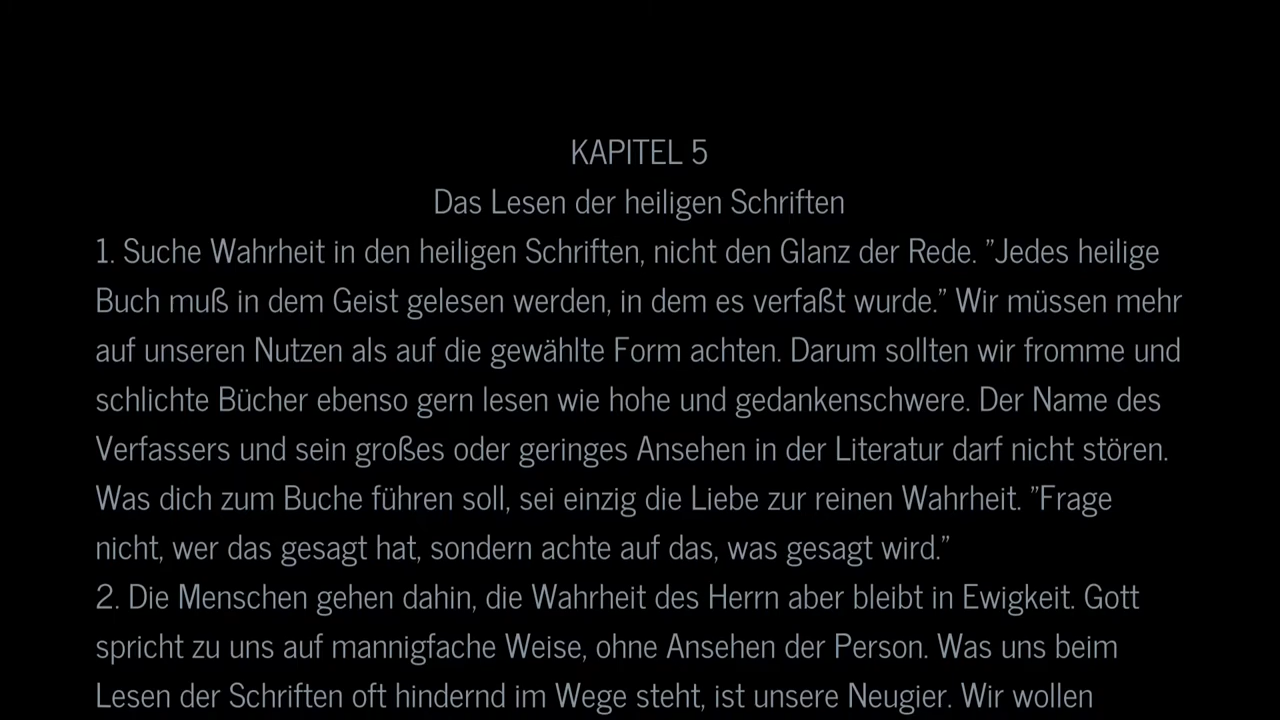 KAPITEL 5
Das Lesen der heiligen Schriften
1. Suche Wahrheit in den heiligen Schriften, nicht den Glanz der Rede. ”Jedes heilige
Buch muß in dem Geist gelesen werden, in dem es verfaßt wurde.” Wir müssen mehr
auf unseren Nutzen als auf die gewählte Form achten. Darum sollten wir fromme und
schlichte Bücher ebenso gern lesen wie hohe und gedankenschwere. Der Name des
Verfassers und sein großes oder geringes Ansehen in der Literatur darf nicht stören.
Was dich zum Buche führen soll, sei einzig die Liebe zur reinen Wahrheit. ”Frage
nicht, wer das gesagt hat, sondern achte auf das, was gesagt wird.”
2. Die Menschen gehen dahin, die Wahrheit des Herrn aber bleibt in Ewigkeit. Gott
spricht zu uns auf mannigfache Weise, ohne Ansehen der Person. Was uns beim
Lesen der Schriften oft hindernd im Wege steht, ist unsere Neugier. Wir wollen